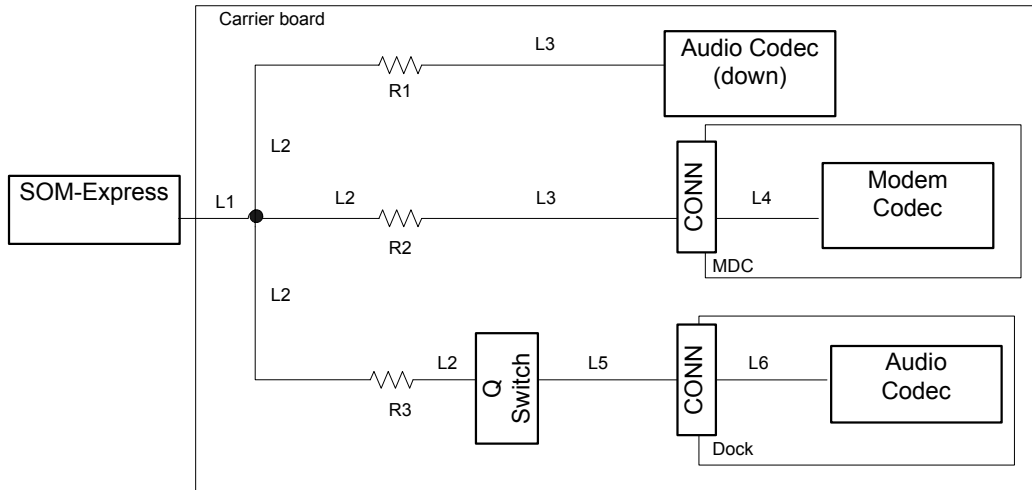 Carrier board
L3
Audio Codec
(down)
R1
L2
SOM-Express
L1
L2
R2
L3
CONN
L4
Modem
Codec
MDC
L2
R3
L2
Q
Switch
L5
CONN
L6
Audio
Codec
Dock